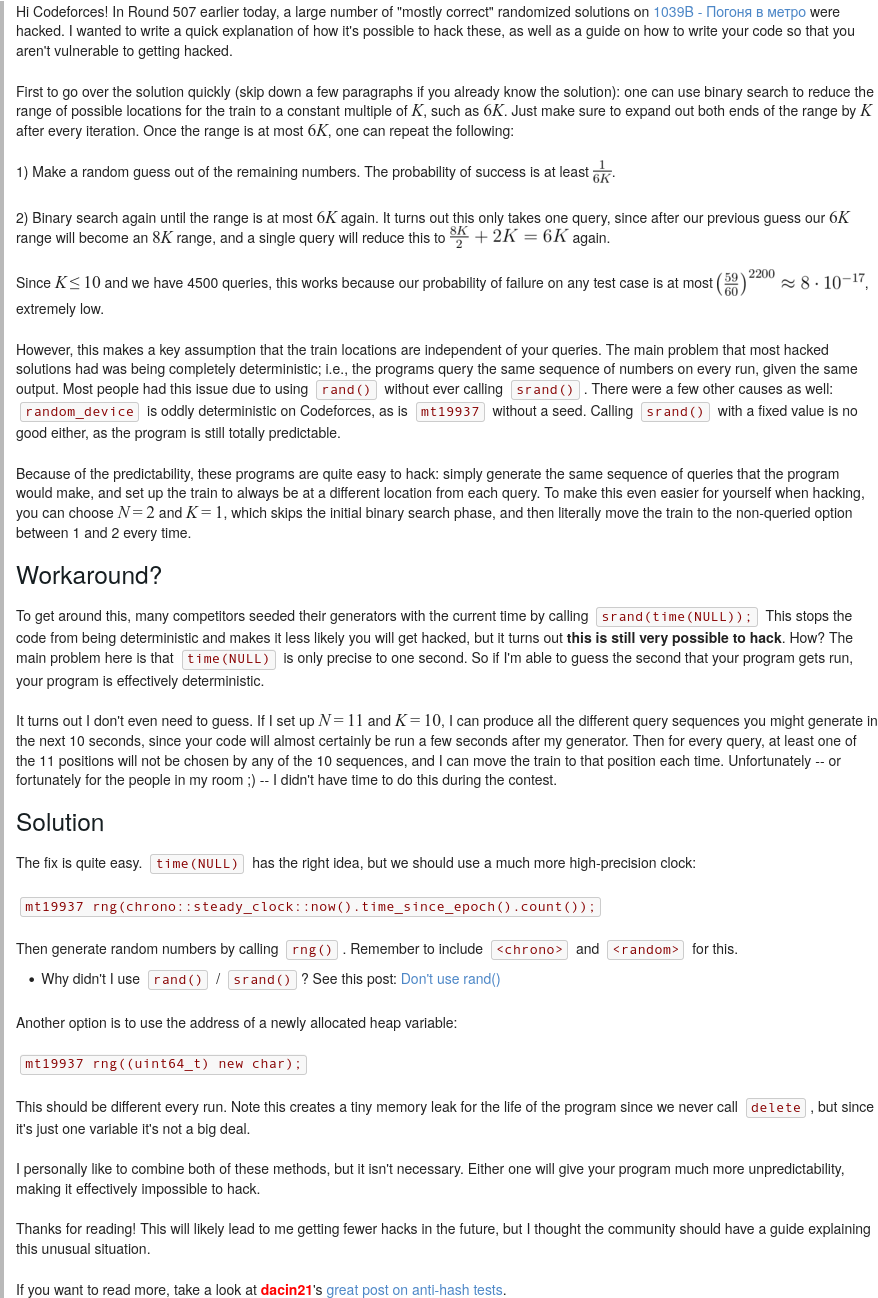 Hi Codeforces! In Round 507 earlier today, a large number of "mostly correct" randomized solutions on 1039B - Погоня в метро were
hacked. I wanted to write a quick explanation of how it's possible to hack these, as well as a guide on how to write your code so that you
aren't vulnerable to getting hacked.
First to go over the solution quickly (skip down a few paragraphs if you already know the solution): one can use binary search to reduce the
range of possible locations for the train to a constant multiple of K, such as 6K. Just make sure to expand out both ends of the range by K
after every iteration. Once the range is at most 6K, one can repeat the following:
1) Make a random guess out of the remaining numbers. The probability of success is at least 1/6K.
2) Binary search again until the range is at most 6K again. It turns out this only takes one query, since after our previous guess our 6K
range will become an 8K range, and a single query will reduce this to 8K/2 + 2K = 6K again.
Since K ≤ 10 and we have 4500 queries, this works because our probability of failure on any test case is at most (59/60)^2200 ≈ 8 · 10^−17,
extremely low.
However, this makes a key assumption that the train locations are independent of your queries. The main problem that most hacked
solutions had was being completely deterministic; i.e., the programs query the same sequence of numbers on every run, given the same
output. Most people had this issue due to using rand() without ever calling srand() . There were a few other causes as well:
random_device is oddly deterministic on Codeforces, as is mt19937 without a seed. Calling srand() with a fixed value is no
good either, as the program is still totally predictable.
Because of the predictability, these programs are quite easy to hack: simply generate the same sequence of queries that the program
would make, and set up the train to always be at a different location from each query. To make this even easier for yourself when hacking,
you can choose N = 2 and K = 1, which skips the initial binary search phase, and then literally move the train to the non-queried option
between 1 and 2 every time.
Workaround?
To get around this, many competitors seeded their generators with the current time by calling srand(time(NULL)); This stops the
code from being deterministic and makes it less likely you will get hacked, but it turns out this is still very possible to hack. How? The
main problem here is that time(NULL) is only precise to one second. So if I'm able to guess the second that your program gets run,
your program is effectively deterministic.
It turns out I don't even need to guess. If I set up N = 11 and K = 10, I can produce all the different query sequences you might generate in
the next 10 seconds, since your code will almost certainly be run a few seconds after my generator. Then for every query, at least one of
the 11 positions will not be chosen by any of the 10 sequences, and I can move the train to that position each time. Unfortunately -- or
fortunately for the people in my room ;) -- I didn't have time to do this during the contest.
Solution
The fix is quite easy. time(NULL) has the right idea, but we should use a much more high-precision clock:
mt19937 rng(chrono::steady_clock::now().time_since_epoch().count());
Then generate random numbers by calling rng() . Remember to include <chrono> and <random> for this.
• Why didn't I use rand() / srand() ? See this post: Don't use rand()
Another option is to use the address of a newly allocated heap variable:
mt19937 rng((uint64_t) new char);
This should be different every run. Note this creates a tiny memory leak for the life of the program since we never call delete , but since
it's just one variable it's not a big deal.
I personally like to combine both of these methods, but it isn't necessary. Either one will give your program much more unpredictability,
making it effectively impossible to hack.
Thanks for reading! This will likely lead to me getting fewer hacks in the future, but I thought the community should have a guide explaining
this unusual situation.
If you want to read more, take a look at dacin21's great post on anti-hash tests.